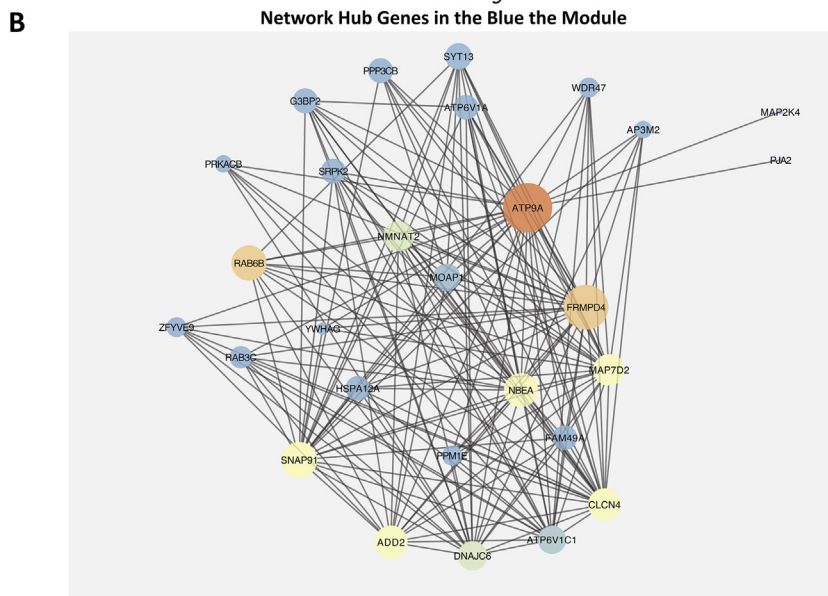 B
Network Hub Genes in the Blue the Module
SYT13
PPP3CB
WDR47
G3BP2
ATP6V1A
MAP2K4
AP3M2
PJA2
PRKACB
SRPK2
ATP9A
NMNAT2
RAB6B
MOAP1
FRMPD4
ZFYVE9
YWHAG
RAB3C
MAP7D2
HSPA12A
NBEA
FAM49A
PPM1E
SNAP91
CLCN4
ADD2
ATP6V1C1
DNAJC6